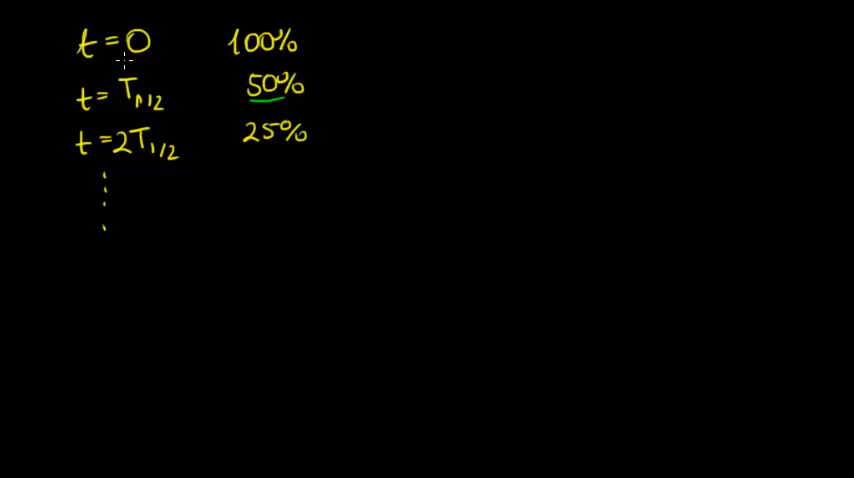 t = 0 100%
t = T1/2 50%
t = 2T1/2 25%